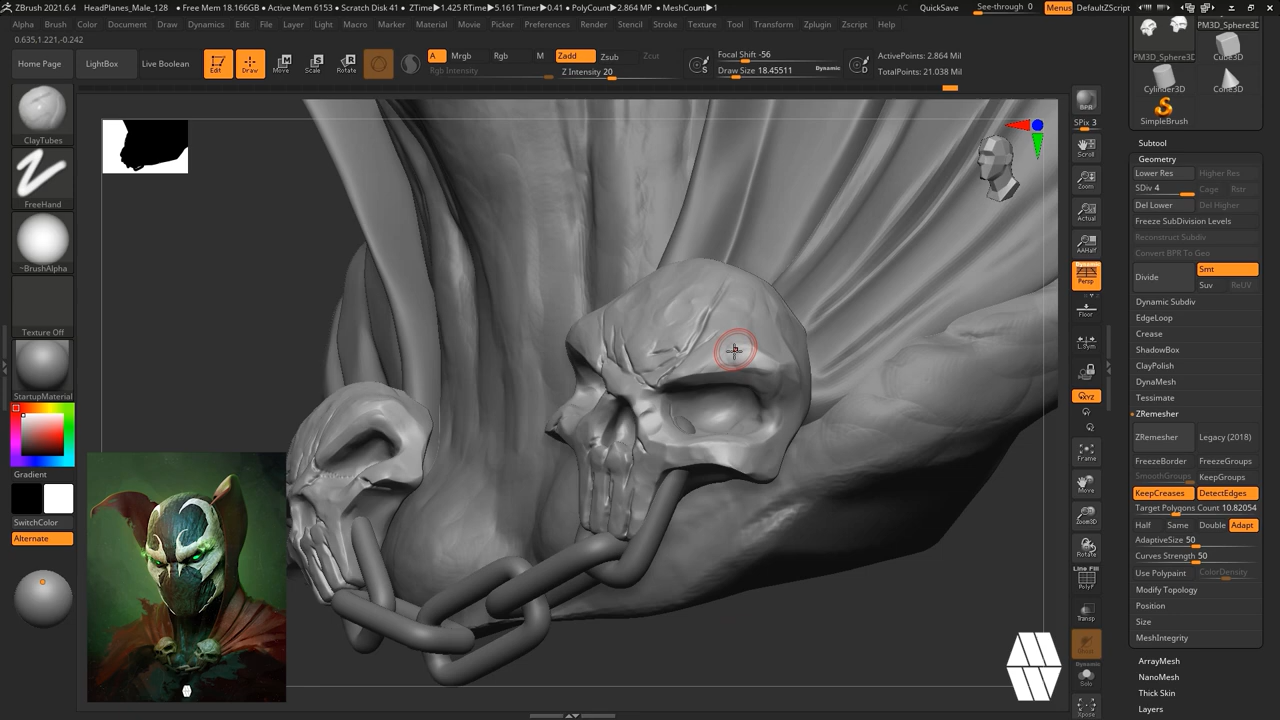 ZBrush 2021.6.4 HeadPlanes_Male_128 • Free Mem 18.166GB • Active Mem 6153 • Scratch Disk 41 • ZTime▶1.425 RTime▶5.161 Timer▶0.41 • PolyCount▶2.864 MP • MeshCount▶1 AC QuickSave See-through 0 Menus DefaultZScript
Alpha Brush Color Document Draw Dynamics Edit File Layer Light Macro Marker Material Movie Picker Preferences Render Stencil Stroke Texture Tool Transform Zplugin Zscript Help
0.635,1.221,-0.242
Home Page LightBox Live Boolean
Edit Draw Move Scale Rotate
A Mrgb Rgb M
Rgb Intensity
Zadd Zsub Zcut
Z Intensity 20
S
Focal Shift -56
Draw Size 18.45511 Dynamic
D
ActivePoints: 2.864 Mil
TotalPoints: 21.038 Mil
ClayTubes
FreeHand
~BrushAlpha
Texture Off
StartupMaterial
Gradient
SwitchColor
Alternate
BPR
SPix 3
Scroll
Zoom
Actual
AAHalf
Dynamic
Persp
Floor
L.Sym
XYZ
Frame
Move
Zoom3D
Rotate
Line Fill
PolyF
Transp
Ghost
Dynamic
Solo
Xpose
PM3D_Sphere3D
PM3D_Sphere3D Cube3D
Cylinder3D Cone3D
SimpleBrush
Subtool
Geometry
Lower Res Higher Res
SDiv 4 Cage Rstr
Del Lower Del Higher
Freeze SubDivision Levels
Reconstruct Subdiv
Convert BPR To Geo
Divide
Smt
Suv ReUV
Dynamic Subdiv
EdgeLoop
Crease
ShadowBox
ClayPolish
DynaMesh
Tessimate
ZRemesher
ZRemesher Legacy (2018)
FreezeBorder FreezeGroups
SmoothGroups KeepGroups
KeepCreases DetectEdges
Target Polygons Count 10.82054
Half Same Double Adapt
AdaptiveSize 50
Curves Strength 50
Use Polypaint ColorDensity
Modify Topology
Position
Size
MeshIntegrity
ArrayMesh
NanoMesh
Thick Skin
Layers